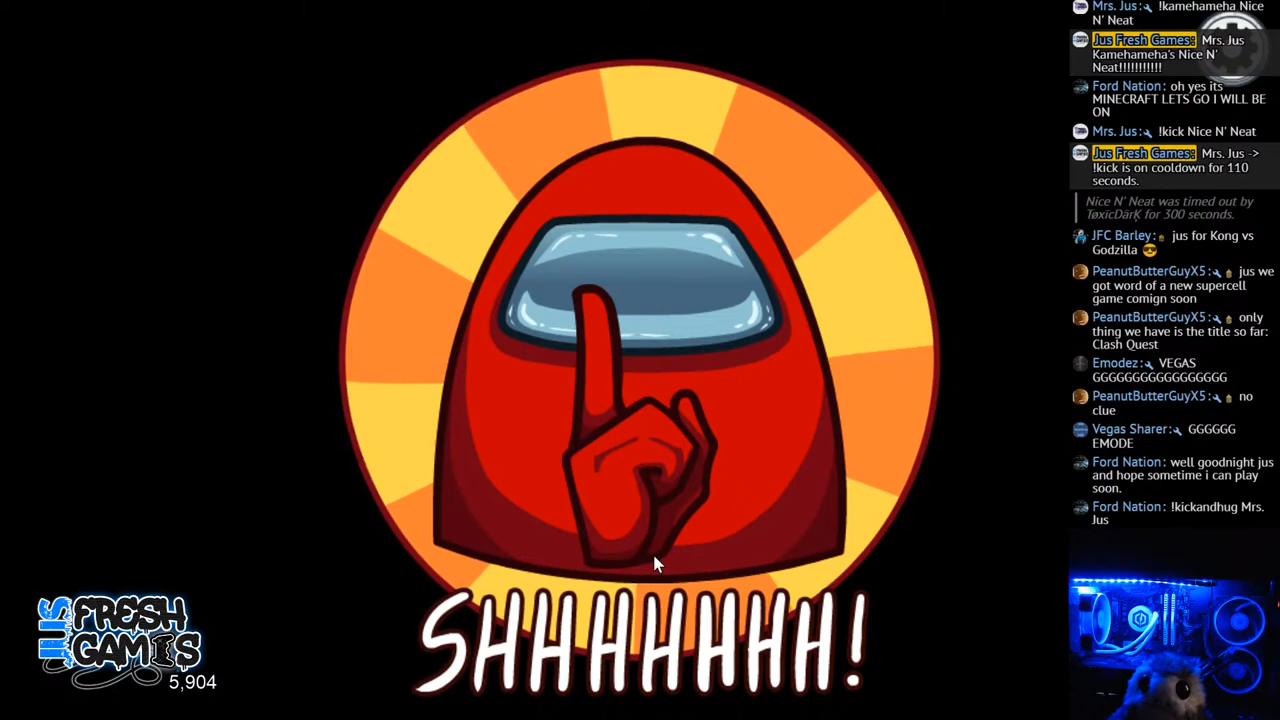 Mrs. Jus: !kamehameha Nice
N' Neat
Jus Fresh Games: Mrs. Jus
Kamehameha's Nice N'
Neat!!!!!!!!!!!
Ford Nation: oh yes its
MINECRAFT LETS GO I WILL BE
ON
Mrs. Jus: !kick Nice N' Neat
Jus Fresh Games: Mrs. Jus ->
!kick is on cooldown for 110
seconds.
Nice N' Neat was timed out by
TøxïcDãrĶ for 300 seconds.
JFC Barley: jus for Kong vs
Godzilla 😎
PeanutButterGuyX5: jus we
got word of a new supercell
game comign soon
PeanutButterGuyX5: only
thing we have is the title so far:
Clash Quest
Emodez: VEGAS
GGGGGGGGGGGGGGGGG
PeanutButterGuyX5: no
clue
Vegas Sharer: GGGGGG
EMODE
Ford Nation: well goodnight jus
and hope sometime i can play
soon.
Ford Nation: !kickandhug Mrs.
Jus
SHHHHHHH!
JUS
FRESH
GAMES
5,904